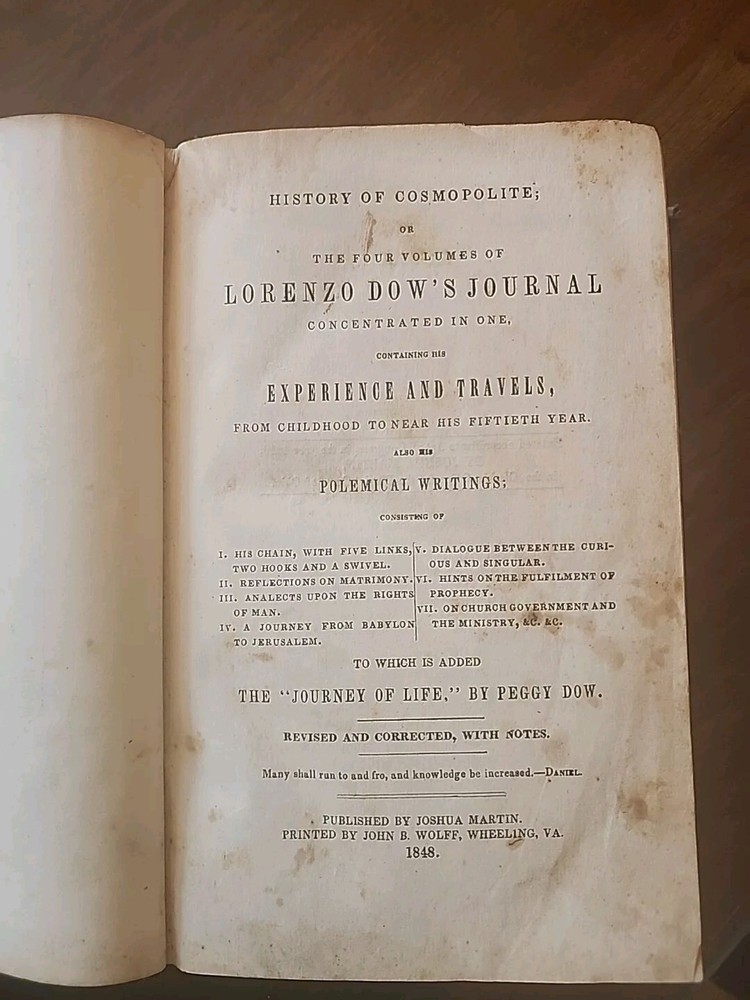 HISTORY OF COSMOPOLITE;
OR
THE FOUR VOLUMES OF
LORENZO DOW'S JOURNAL
CONCENTRATED IN ONE,
CONTAINING HIS
EXPERIENCE AND TRAVELS,
FROM CHILDHOOD TO NEAR HIS FIFTIETH YEAR.
ALSO HIS
POLEMICAL WRITINGS;
CONSISTING OF
I. HIS CHAIN, WITH FIVE LINKS,
TWO HOOKS AND A SWIVEL.
II. REFLECTIONS ON MATRIMONY.
III. ANALECTS UPON THE RIGHTS
OF MAN.
IV. A JOURNEY FROM BABYLON
TO JERUSALEM.
V. DIALOGUE BETWEEN THE CURI-
OUS AND SINGULAR.
VI. HINTS ON THE FULFILMENT OF
PROPHECY.
VII. ON CHURCH GOVERNMENT AND
THE MINISTRY, &C. &C.
TO WHICH IS ADDED
THE "JOURNEY OF LIFE," BY PEGGY DOW.
REVISED AND CORRECTED, WITH NOTES.
Many shall run to and fro, and knowledge be increased.—DANIEL.
PUBLISHED BY JOSHUA MARTIN.
PRINTED BY JOHN B. WOLFF, WHEELING, VA.
1848.